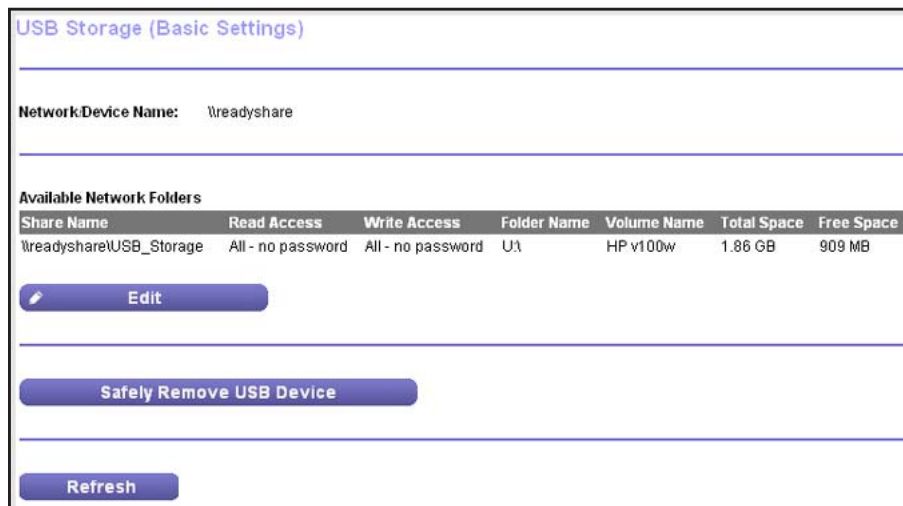 USB Storage (Basic Settings)
Network/Device Name: \\readyshare
Available Network Folders
Share Name Read Access Write Access Folder Name Volume Name Total Space Free Space
\\readyshare\USB_Storage All - no password All - no password U:\ HP v100w 1.86 GB 909 MB
Edit
Safely Remove USB Device
Refresh